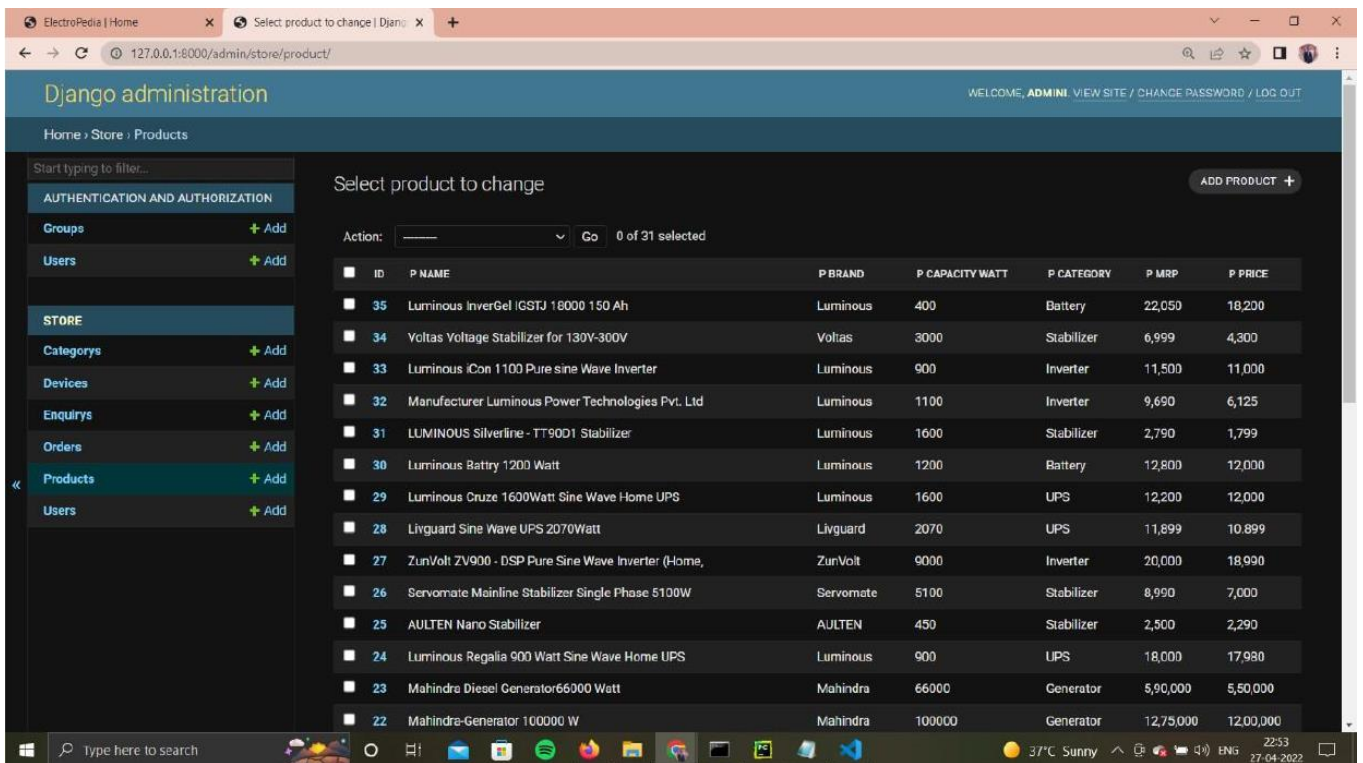 ElectroPedia | Home
Select product to change | Djang
127.0.0.1:8000/admin/store/product/
Django administration
WELCOME, ADMINI. VIEW SITE / CHANGE PASSWORD / LOG OUT
Home › Store › Products
Start typing to filter...
AUTHENTICATION AND AUTHORIZATION
Groups + Add
Users + Add
STORE
Categorys + Add
Devices + Add
Enquirys + Add
Orders + Add
Products + Add
Users + Add
«
Select product to change
ADD PRODUCT +
Action: --------- Go 0 of 31 selected
ID P NAME P BRAND P CAPACITY WATT P CATEGORY P MRP P PRICE
35 Luminous InverGel IGSTJ 18000 150 Ah Luminous 400 Battery 22,050 18,200
34 Voltas Voltage Stabilizer for 130V-300V Voltas 3000 Stabilizer 6,999 4,300
33 Luminous iCon 1100 Pure sine Wave Inverter Luminous 900 Inverter 11,500 11,000
32 Manufacturer Luminous Power Technologies Pvt. Ltd Luminous 1100 Inverter 9,690 6,125
31 LUMINOUS Silverline - TT90D1 Stabilizer Luminous 1600 Stabilizer 2,790 1,799
30 Luminous Battry 1200 Watt Luminous 1200 Battery 12,800 12,000
29 Luminous Cruze 1600Watt Sine Wave Home UPS Luminous 1600 UPS 12,200 12,000
28 Livguard Sine Wave UPS 2070Watt Livguard 2070 UPS 11,899 10.899
27 ZunVolt ZV900 - DSP Pure Sine Wave Inverter (Home, ZunVolt 9000 Inverter 20,000 18,990
26 Servomate Mainline Stabilizer Single Phase 5100W Servomate 5100 Stabilizer 8,990 7,000
25 AULTEN Nano Stabilizer AULTEN 450 Stabilizer 2,500 2,290
24 Luminous Regalia 900 Watt Sine Wave Home UPS Luminous 900 UPS 18,000 17,980
23 Mahindra Diesel Generator66000 Watt Mahindra 66000 Generator 5,90,000 5,50,000
22 Mahindra-Generator 100000 W Mahindra 100000 Generator 12,75,000 12,00,000
Type here to search
37°C Sunny
ENG
22:53
27-04-2022